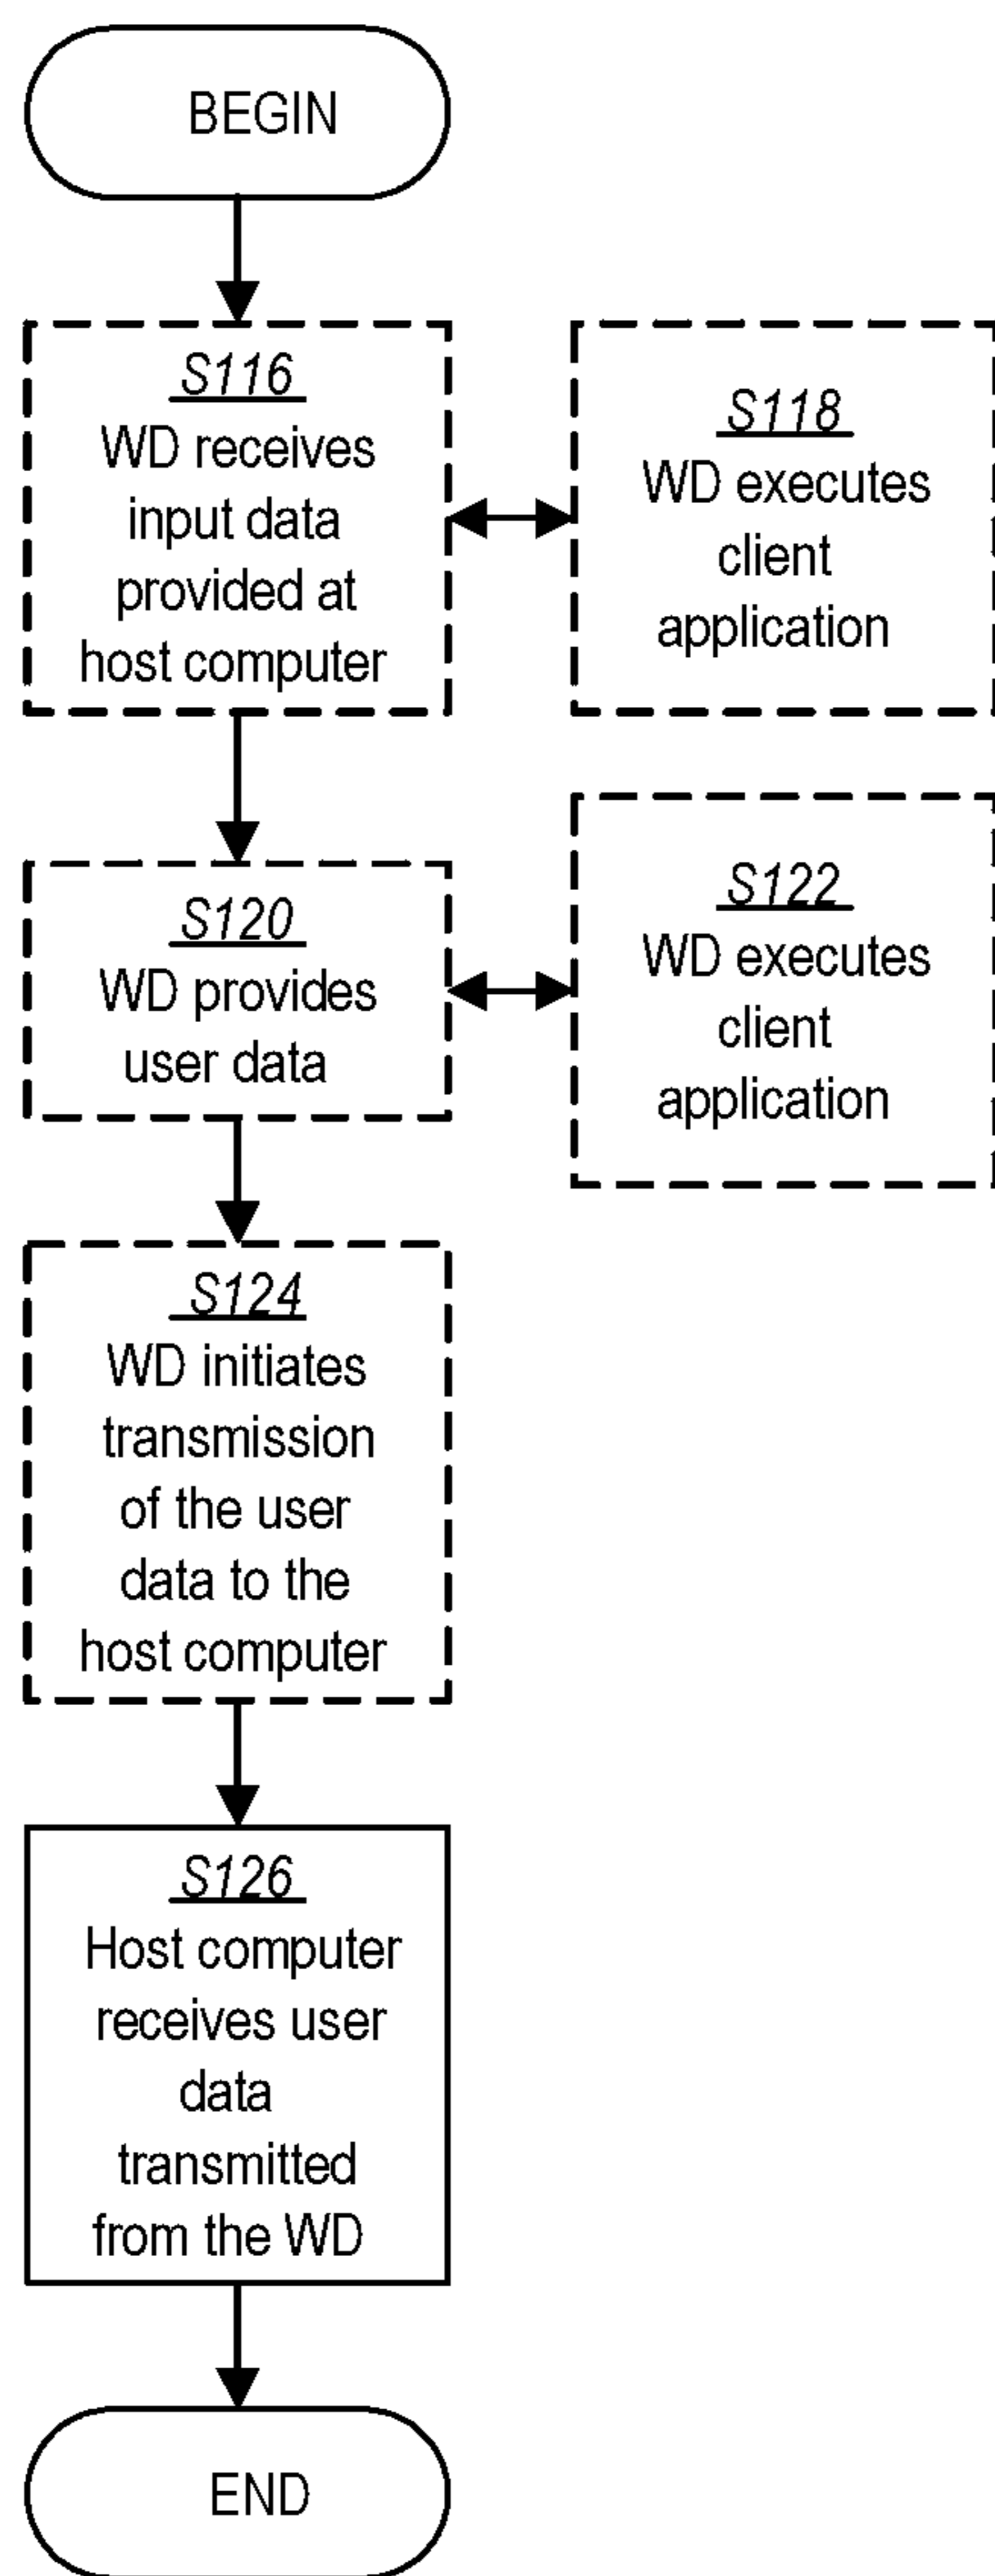 BEGIN
S116
WD receives
input data
provided at
host computer
S118
WD executes
client
application
S120
WD provides
user data
S122
WD executes
client
application
S124
WD initiates
transmission
of the user
data to the
host computer
S126
Host computer
receives user
data
transmitted
from the WD
END